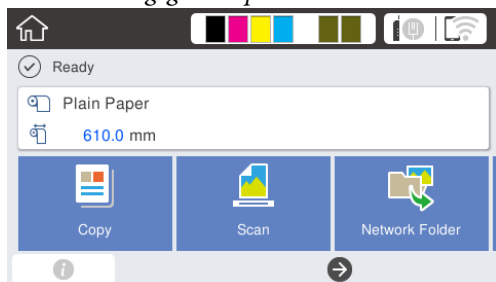 Ready
Plain Paper
610.0 mm
Copy
Scan
Network Folder